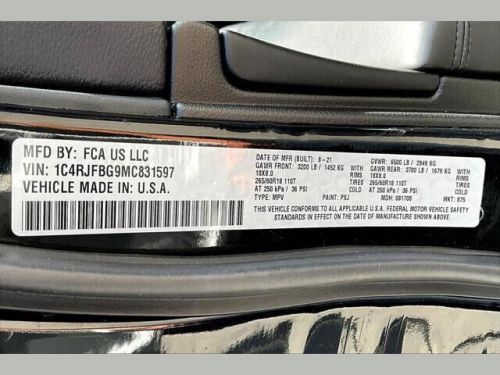 MFD BY: FCA US LLC
VIN: 1C4RJFBG9MC831597
VEHICLE MADE IN: U.S.A.
DATE OF MFR (BUILT): 8-21 GVWR: 6500 LB / 2949 KG
GAWR FRONT: 3200 LB / 1452 KG WITH GAWR REAR: 3700 LB / 1679 KG WITH
18X8.0 RIMS 18X8.0 RIMS
265/60R18 110T TIRES 265/60R18 110T TIRES
AT 250 kPa / 36 PSI AT 250 kPa / 36 PSI
THIS VEHICLE CONFORMS TO ALL APPLICABLE U.S.A. FEDERAL MOTOR VEHICLE
SAFETY STANDARDS IN EFFECT ON THE DATE OF MANUFACTURE SHOWN ABOVE.
TYPE: MPV PAINT: PXJ MDH: 081708 MKT: 875